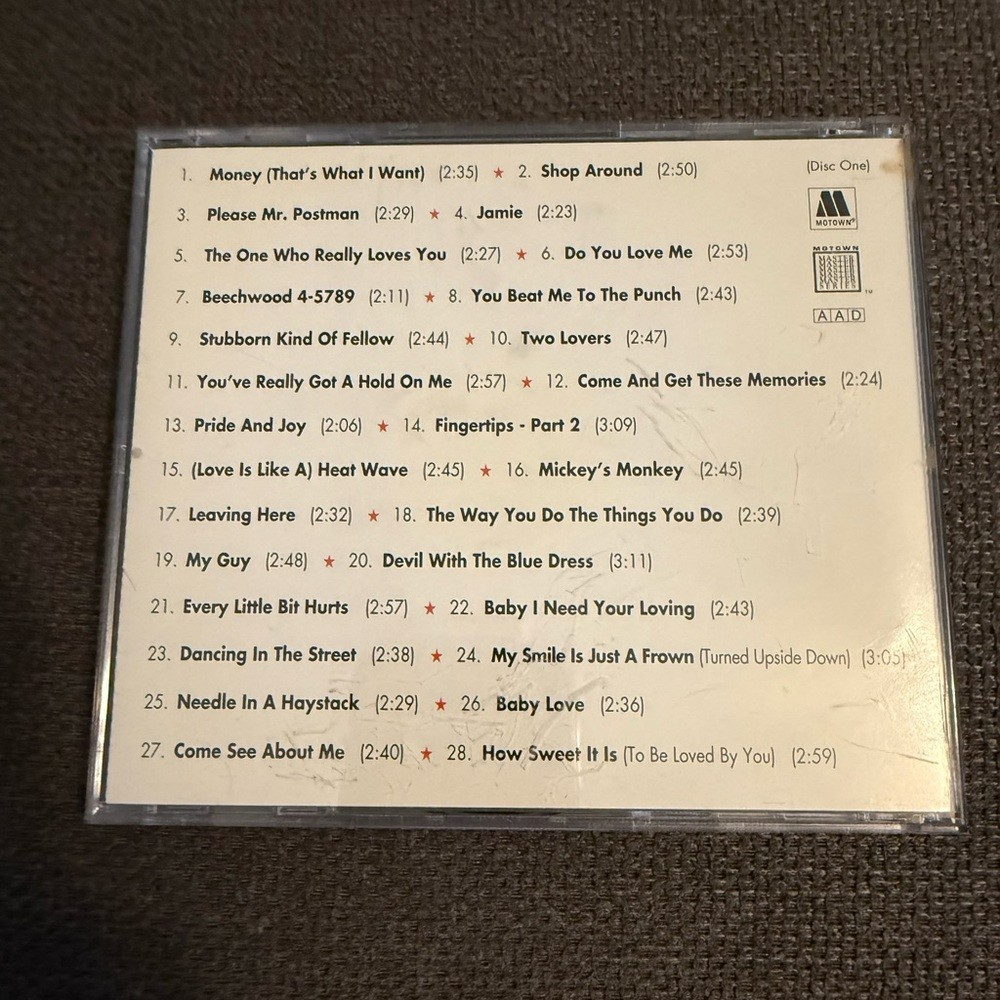 1. Money (That's What I Want) (2:35) ★ 2. Shop Around (2:50)
(Disc One)
3. Please Mr. Postman (2:29) ★ 4. Jamie (2:23)
MOTOWN®
5. The One Who Really Loves You (2:27) ★ 6. Do You Love Me (2:53)
MOTOWN
MASTER
SERIES
™
7. Beechwood 4-5789 (2:11) ★ 8. You Beat Me To The Punch (2:43)
AAD
9. Stubborn Kind Of Fellow (2:44) ★ 10. Two Lovers (2:47)
11. You've Really Got A Hold On Me (2:57) ★ 12. Come And Get These Memories (2:24)
13. Pride And Joy (2:06) ★ 14. Fingertips - Part 2 (3:09)
15. (Love Is Like A) Heat Wave (2:45) ★ 16. Mickey's Monkey (2:45)
17. Leaving Here (2:32) ★ 18. The Way You Do The Things You Do (2:39)
19. My Guy (2:48) ★ 20. Devil With The Blue Dress (3:11)
21. Every Little Bit Hurts (2:57) ★ 22. Baby I Need Your Loving (2:43)
23. Dancing In The Street (2:38) ★ 24. My Smile Is Just A Frown (Turned Upside Down) (3:05)
25. Needle In A Haystack (2:29) ★ 26. Baby Love (2:36)
27. Come See About Me (2:40) ★ 28. How Sweet It Is (To Be Loved By You) (2:59)